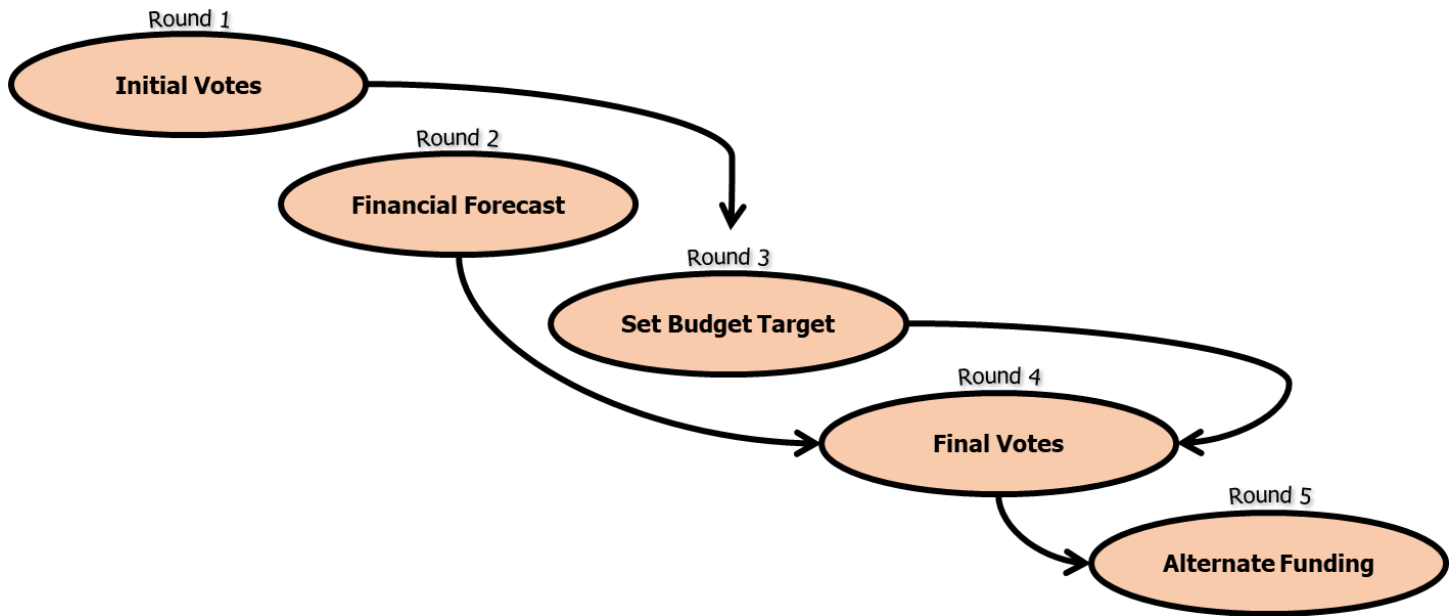 Round 1
Initial Votes
Round 2
Financial Forecast
Round 3
Set Budget Target
Round 4
Final Votes
Round 5
Alternate Funding